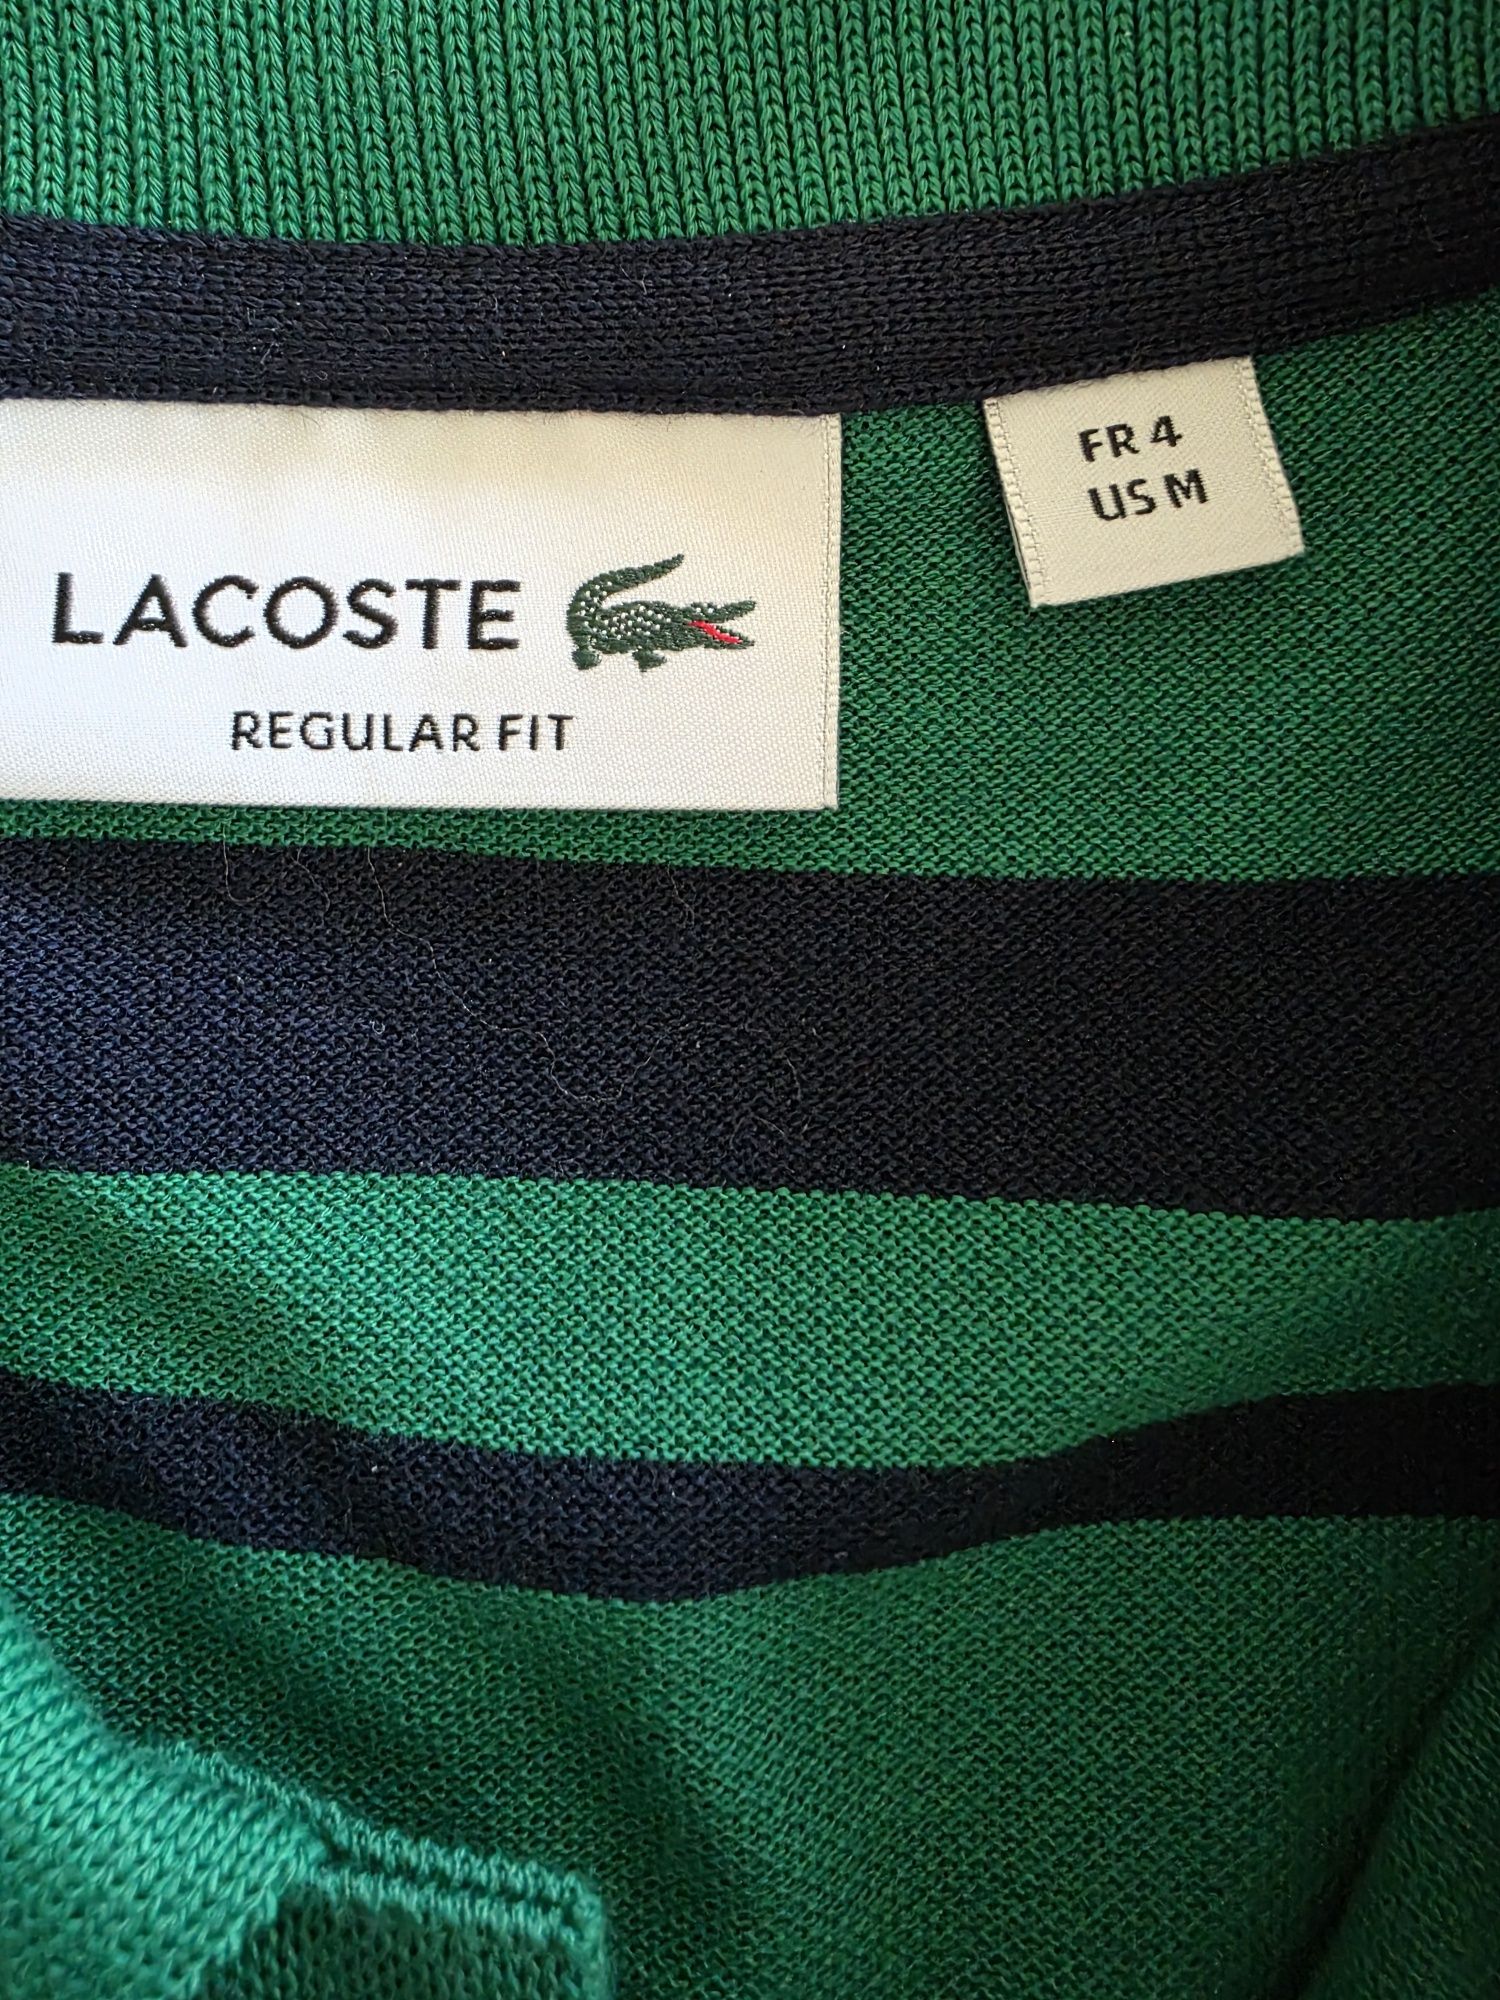 FR 4
US M
LACOSTE
REGULAR FIT